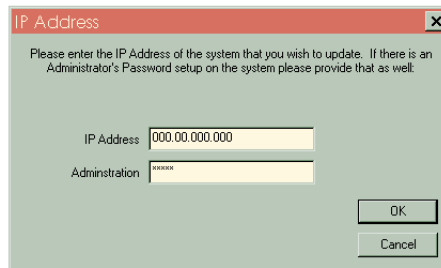 IP Address
Please enter the IP Address of the system that you wish to update. If there is an
Administrator's Password setup on the system please provide that as well:
IP Address 000.00.000.000
Adminstration *****
OK
Cancel